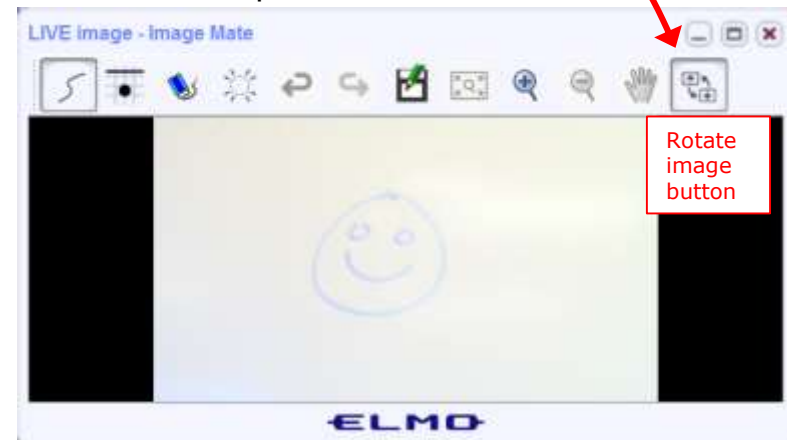 LIVE image - Image Mate
Rotate
image
button
ELMO